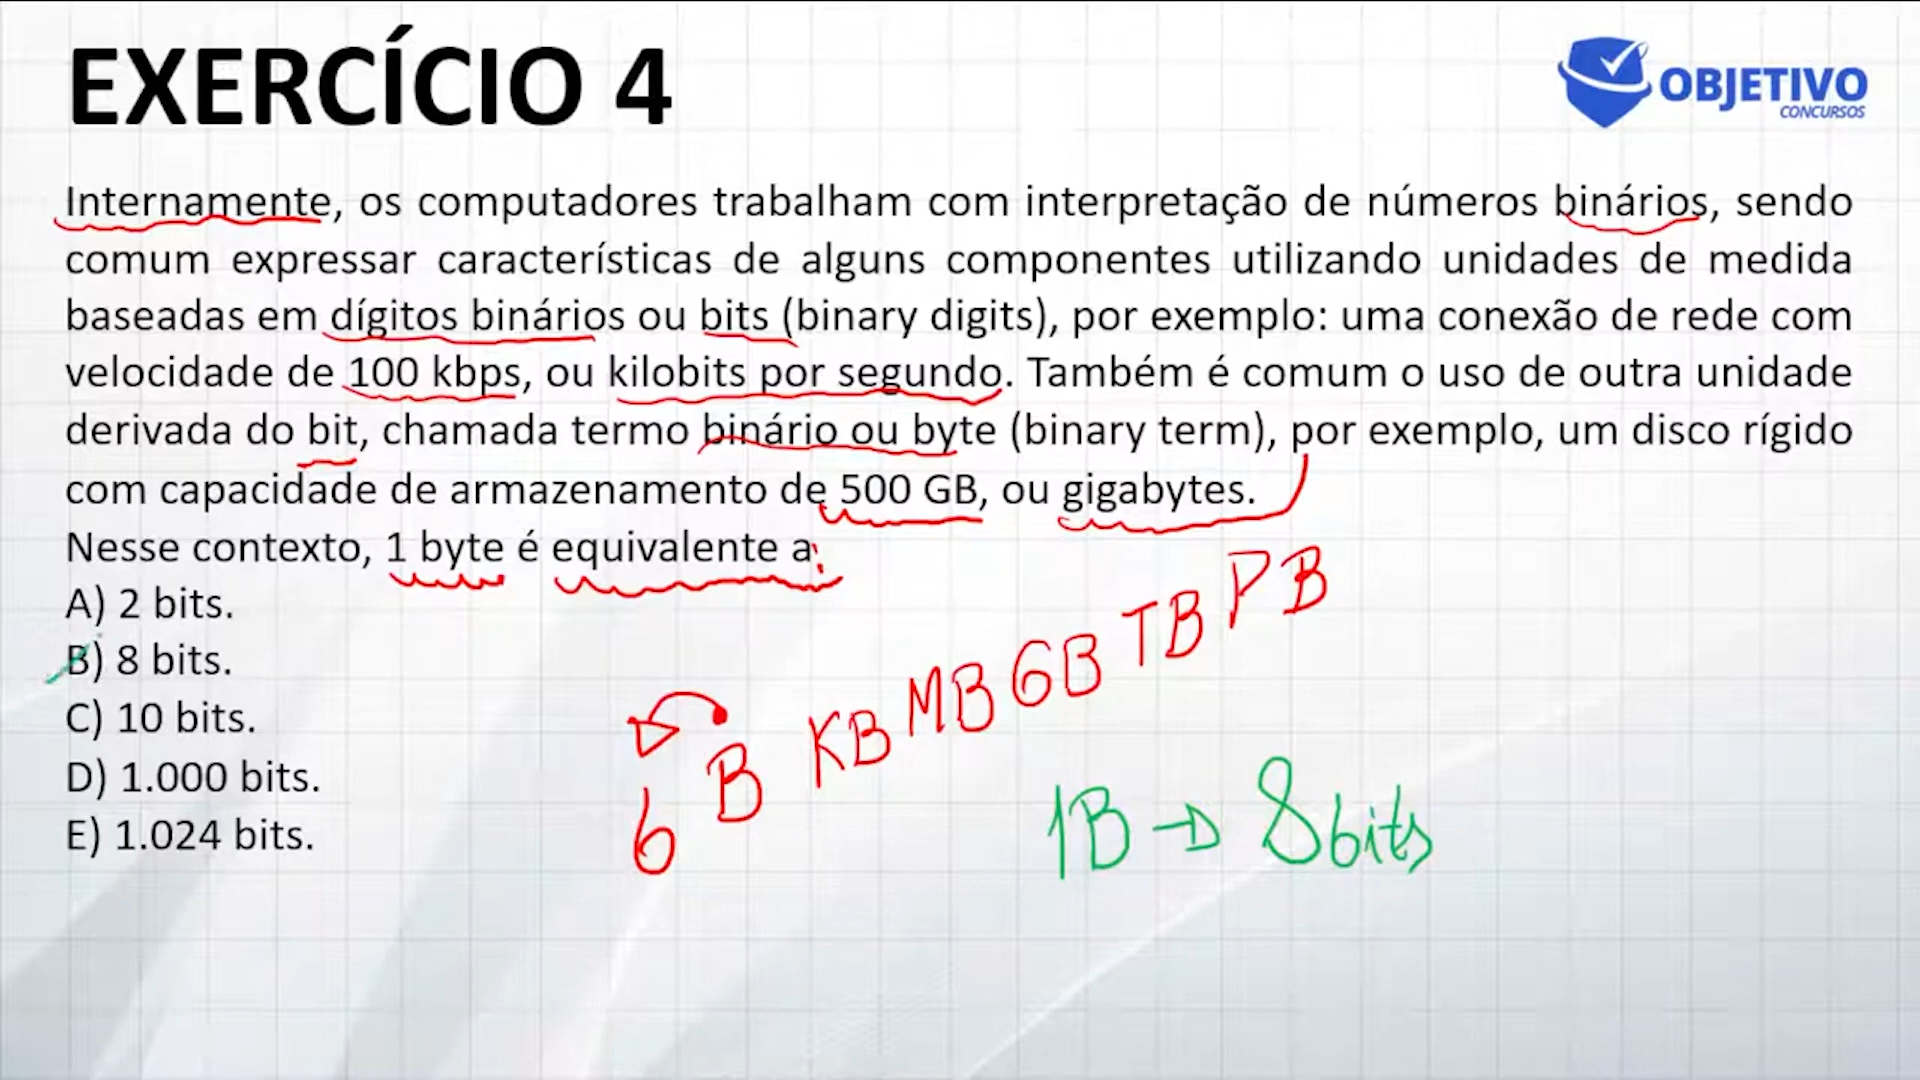 EXERCÍCIO 4
OBJETIVO
CONCURSOS
Internamente, os computadores trabalham com interpretação de números binários, sendo
comum expressar características de alguns componentes utilizando unidades de medida
baseadas em dígitos binários ou bits (binary digits), por exemplo: uma conexão de rede com
velocidade de 100 kbps, ou kilobits por segundo. Também é comum o uso de outra unidade
derivada do bit, chamada termo binário ou byte (binary term), por exemplo, um disco rígido
com capacidade de armazenamento de 500 GB, ou gigabytes.
Nesse contexto, 1 byte é equivalente a:
A) 2 bits.
B) 8 bits.
C) 10 bits.
D) 1.000 bits.
E) 1.024 bits.
b B KB MB GB TB PB
1B → 8 bits